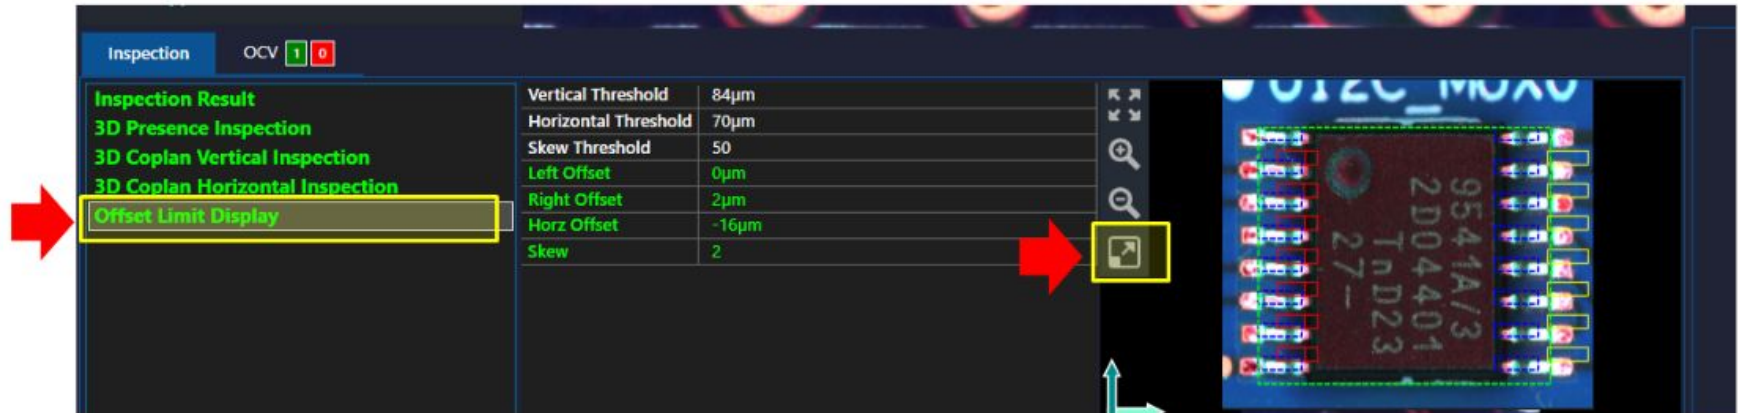 Inspection
OCV 1 0
Inspection Result
3D Presence Inspection
3D Coplan Vertical Inspection
3D Coplan Horizontal Inspection
Offset Limit Display
Vertical Threshold 84μm
Horizontal Threshold 70μm
Skew Threshold 50
Left Offset 0μm
Right Offset 2μm
Horz Offset -16μm
Skew 2
9541A/3
2D04401
TnD23
27-